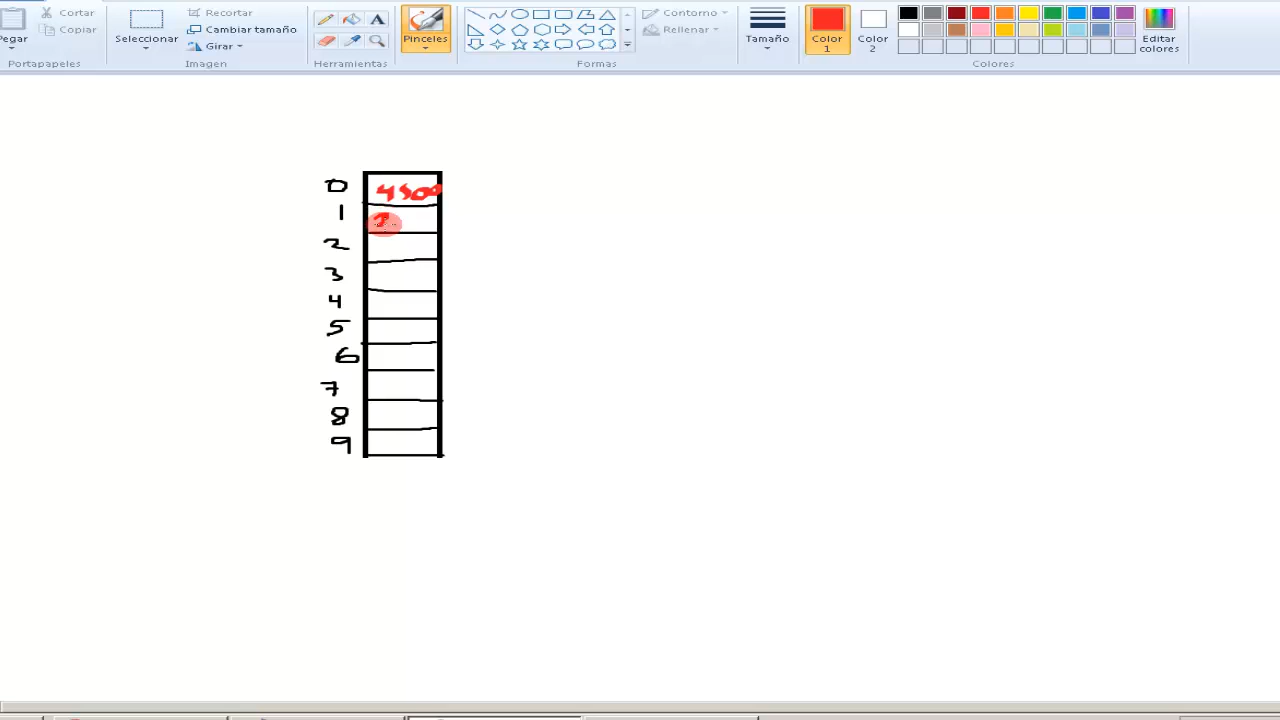 Pegar
Cortar
Copiar
Portapapeles
Seleccionar
Recortar
Cambiar tamañ
Girar
Imagen
A
Herramientas
Pinceles
Contorno
Rellenar
Formas
Tamaño
Color
1
Color
2
Editar
colores
Colores
0 4500
1
2
3
4
5
6
7
8
9